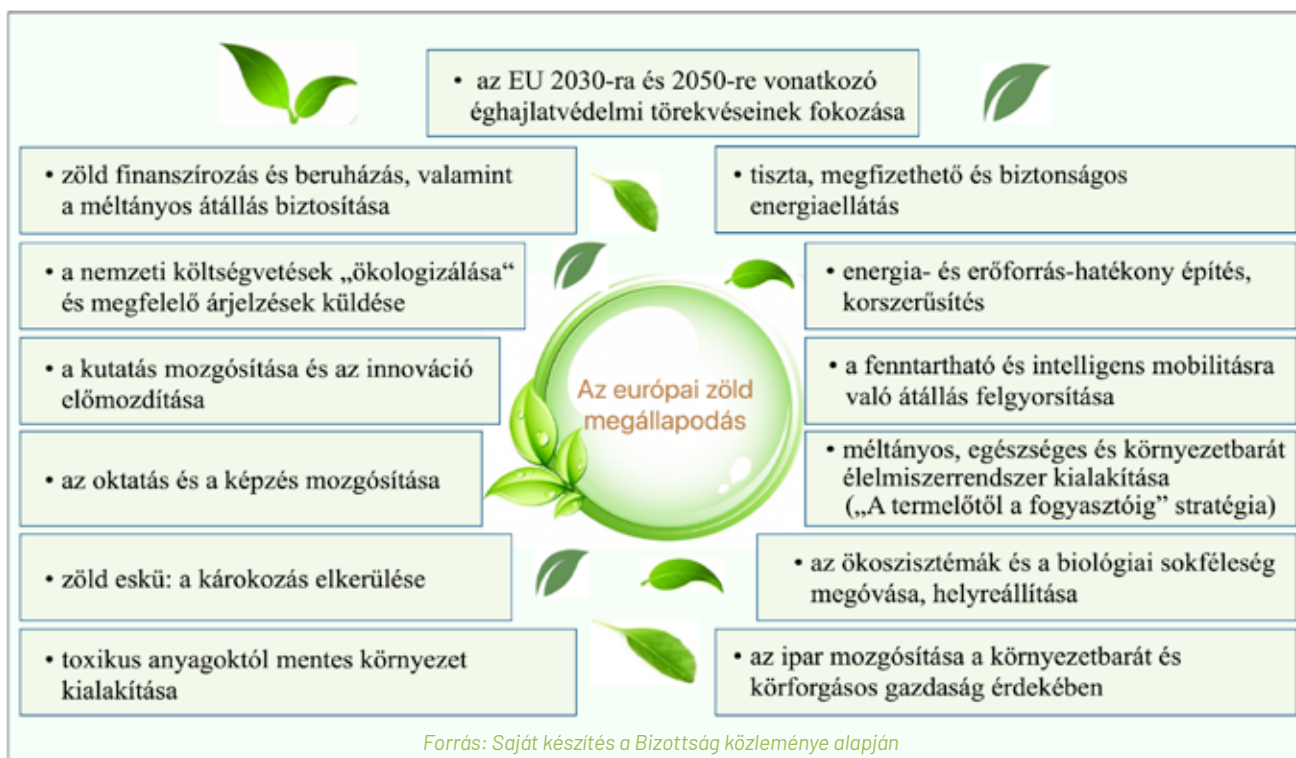 • az EU 2030-ra és 2050-re vonatkozó
éghajlatvédelmi törekvéseinek fokozása
• zöld finanszírozás és beruházás, valamint
a méltányos átállás biztosítása
• a nemzeti költségvetések „ökologizálása“
és megfelelő árjelzések küldése
• a kutatás mozgósítása és az innováció
előmozdítása
• az oktatás és a képzés mozgósítása
• zöld eskü: a károkozás elkerülése
• toxikus anyagoktól mentes környezet
kialakítása
Az európai zöld
megállapodás
• tiszta, megfizethető és biztonságos
energiaellátás
• energia- és erőforrás-hatékony építés,
korszerűsítés
• a fenntartható és intelligens mobilitásra
való átállás felgyorsítása
• méltányos, egészséges és környezetbarát
élelmiszerrendszer kialakítása
(„A termelőtől a fogyasztóig” stratégia)
• az ökoszisztémák és a biológiai sokféleség
megóvása, helyreállítása
• az ipar mozgósítása a környezetbarát és
körforgásos gazdaság érdekében
Forrás: Saját készítés a Bizottság közleménye alapján